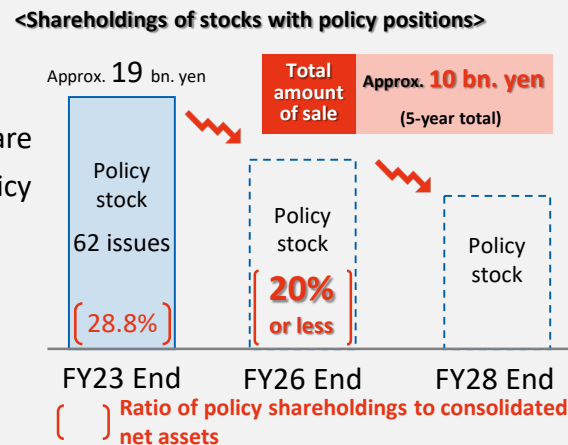 <Shareholdings of stocks with policy positions>
Approx. 19 bn. yen
Total
amount
of sale
Approx. 10 bn. yen
(5-year total)
are
icy
Policy
stock
62 issues
28.8%
Policy
stock
20%
or less
Policy
stock
FY23 End
FY26 End
FY28 End
Ratio of policy shareholdings to consolidated
net assets